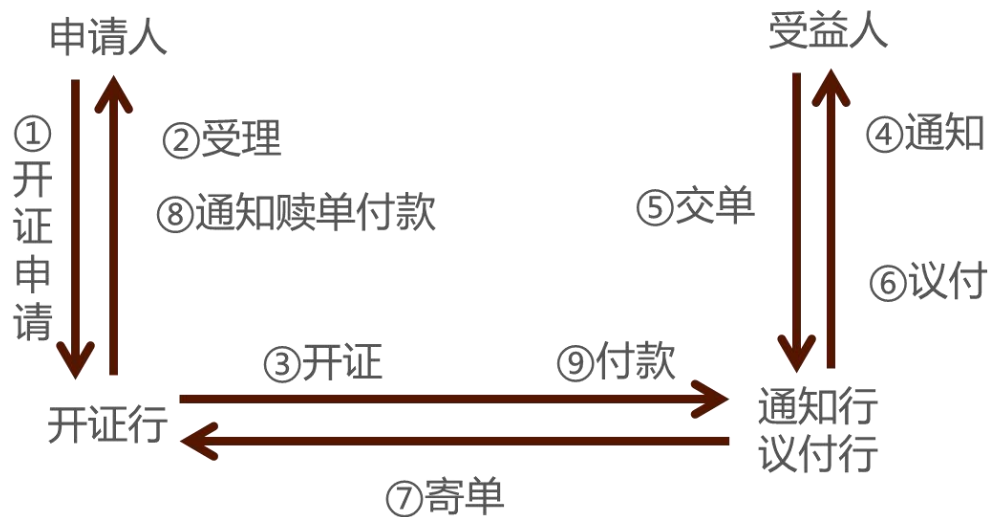 申请人
受益人
①开证申请
②受理
⑧通知赎单付款
④通知
⑤交单
⑥议付
③开证
⑨付款
开证行
通知行
议付行
⑦寄单